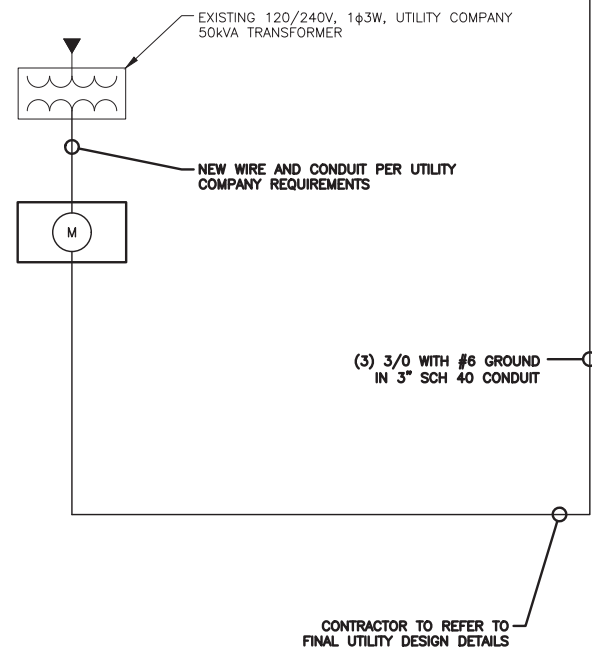 EXISTING 120/240V, 1ϕ3W, UTILITY COMPANY
50kVA TRANSFORMER
NEW WIRE AND CONDUIT PER UTILITY
COMPANY REQUIREMENTS
M
(3) 3/0 WITH #6 GROUND
IN 3" SCH 40 CONDUIT
CONTRACTOR TO REFER TO
FINAL UTILITY DESIGN DETAILS